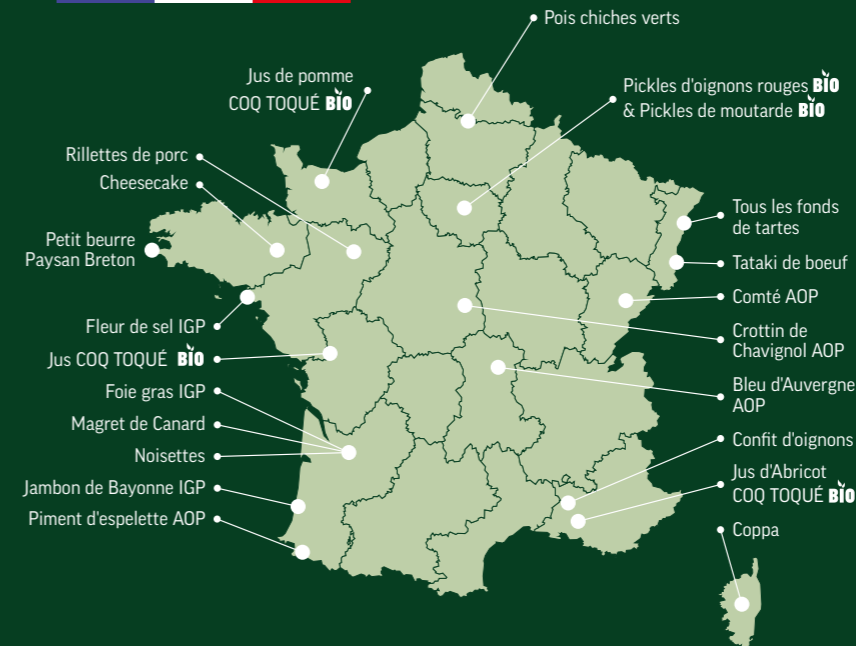 Pois chiches verts
Jus de pomme
COQ TOQUÉ BIO
Pickles d'oignons rouges BIO
& Pickles de moutarde BIO
Rillettes de porc
Cheesecake
Petit beurre
Paysan Breton
Fleur de sel IGP
Jus COQ TOQUÉ BIO
Foie gras IGP
Magret de Canard
Noisettes
Jambon de Bayonne IGP
Piment d'espelette AOP
Tous les fonds
de tartes
Tataki de boeuf
Comté AOP
Crottin de
Chavignol AOP
Bleu d'Auvergne
AOP
Confit d'oignons
Jus d'Abricot
COQ TOQUÉ BIO
Coppa